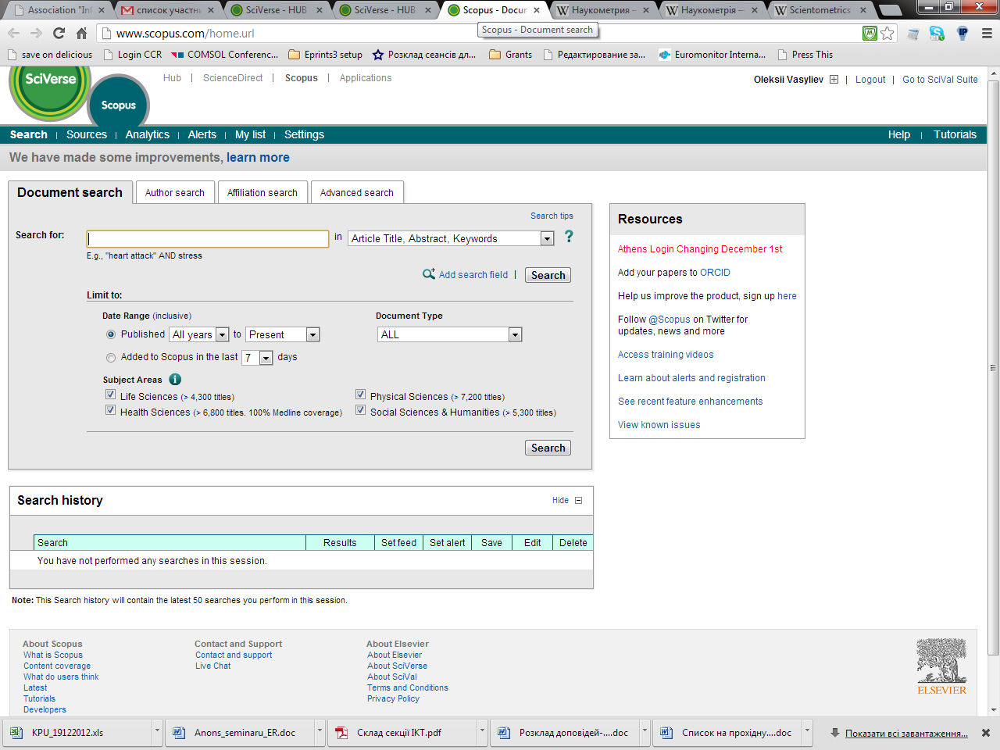 Association "Inf
список участн
SciVerse - HUB
SciVerse - HUB
Scopus - Docum
Наукометрия –
Наукометрія —
Scientometrics
www.scopus.com/home.url
Scopus - Document search
save on delicious
Login CCR
COMSOL Conferenc...
Eprints3 setup
Розклад сеансів дл...
Grants
Редактирование за...
Euromonitor Interna...
Press This
SciVerse
Scopus
Hub | ScienceDirect | Scopus | Applications
Oleksii Vasyliev | Logout | Go to SciVal Suite
Search | Sources | Analytics | Alerts | My list | Settings
Help | Tutorials
We have made some improvements, learn more
Document search
Author search
Affiliation search
Advanced search
Search tips
Search for:
in
Article Title, Abstract, Keywords
?
E.g., "heart attack" AND stress
Add search field |
Search
Limit to:
Date Range (inclusive)
Document Type
Published All years to Present
ALL
Added to Scopus in the last 7 days
Subject Areas i
Life Sciences (> 4,300 titles)
Physical Sciences (> 7,200 titles)
Health Sciences (> 6,800 titles. 100% Medline coverage)
Social Sciences & Humanities (> 5,300 titles)
Search
Resources
Athens Login Changing December 1st
Add your papers to ORCID
Help us improve the product, sign up here
Follow @Scopus on Twitter for
updates, news and more
Access training videos
Learn about alerts and registration
See recent feature enhancements
View known issues
Search history
Hide
Search
Results
Set feed
Set alert
Save
Edit
Delete
You have not performed any searches in this session.
Note: This Search history will contain the latest 50 searches you perform in this session.
About Scopus
What is Scopus
Content coverage
What do users think
Latest
Tutorials
Developers
Contact and Support
Contact and support
Live Chat
About Elsevier
About Elsevier
About SciVerse
About SciVal
Terms and Conditions
Privacy Policy
ELSEVIER
KPU_19122012.xls
Anons_seminaru_ER.doc
Склад секції ІКТ.pdf
Розклад доповідей-....doc
Список на прохідну....doc
Показати всі завантаження...